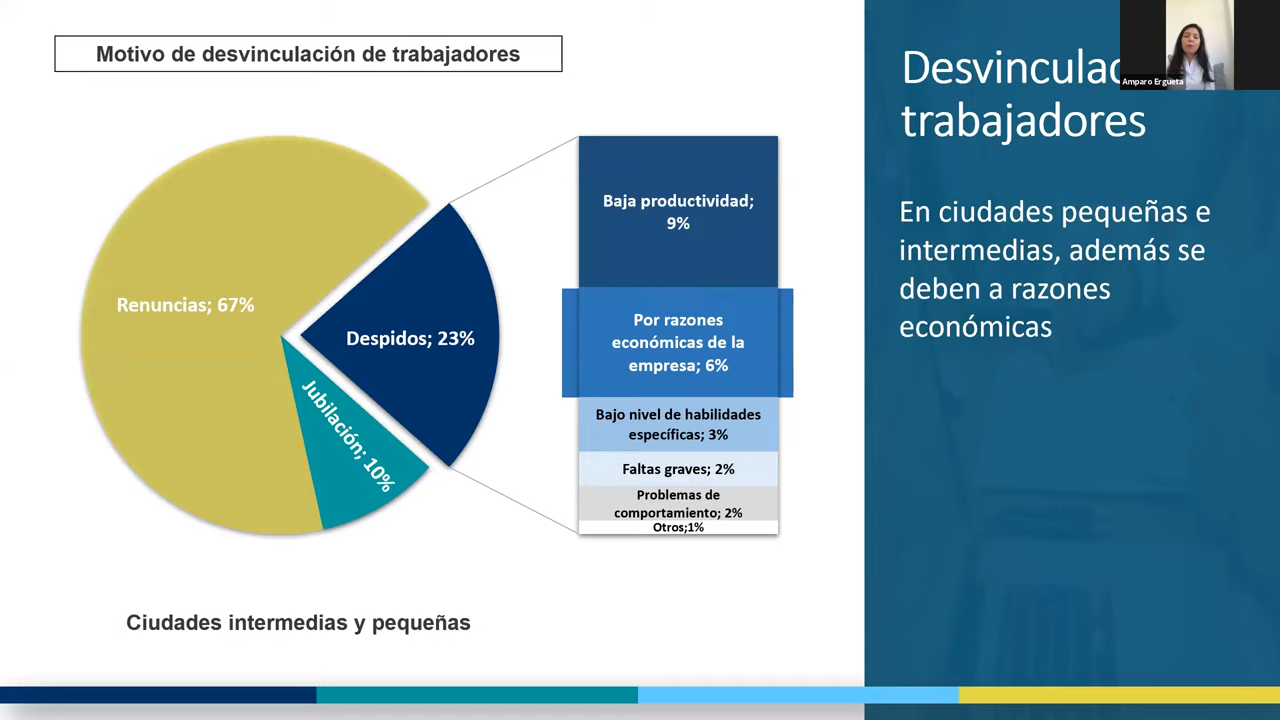 Motivo de desvinculación de trabajadores
Renuncias; 67%
Despidos; 23%
Jubilación; 10%
Baja productividad;
9%
Por razones
económicas de la
empresa; 6%
Bajo nivel de habilidades
específicas; 3%
Faltas graves; 2%
Problemas de
comportamiento; 2%
Otros;1%
Ciudades intermedias y pequeñas
Amparo Ergueta
trabajadores
En ciudades pequeñas e
intermedias, además se
deben a razones
económicas